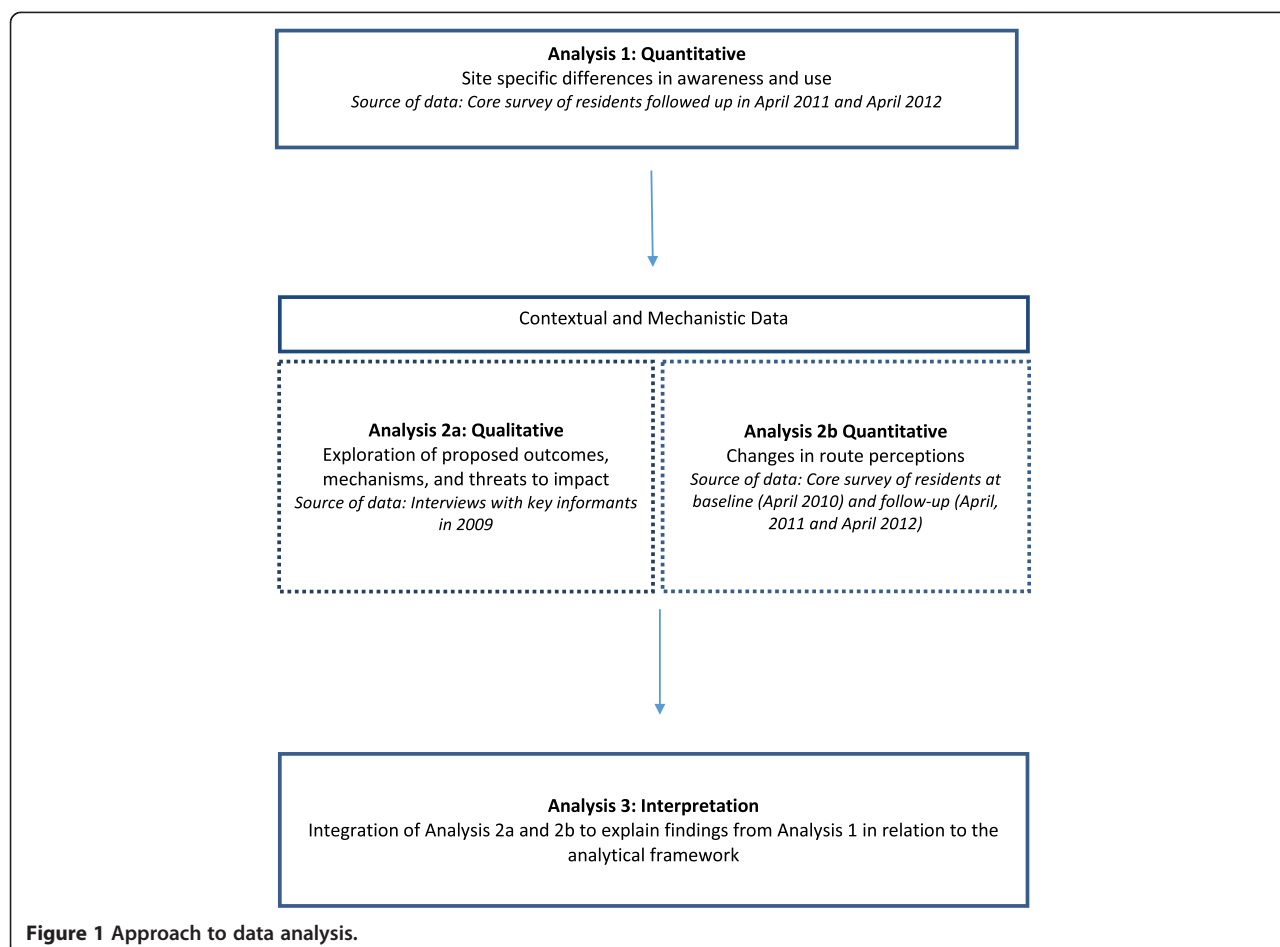 Analysis 1: Quantitative
Site specific differences in awareness and use
Source of data: Core survey of residents followed up in April 2011 and April 2012
Contextual and Mechanistic Data
Analysis 2a: Qualitative
Exploration of proposed outcomes,
mechanisms, and threats to impact
Source of data: Interviews with key informants
in 2009
Analysis 2b Quantitative
Changes in route perceptions
Source of data: Core survey of residents at
baseline (April 2010) and follow-up (April,
2011 and April 2012)
Analysis 3: Interpretation
Integration of Analysis 2a and 2b to explain findings from Analysis 1 in relation to the
analytical framework
Figure 1 Approach to data analysis.